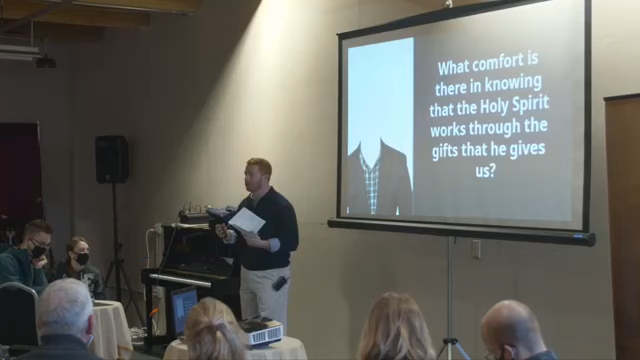 What comfort is
there in knowing
that the Holy Spirit
works through the
gifts that he gives
us?